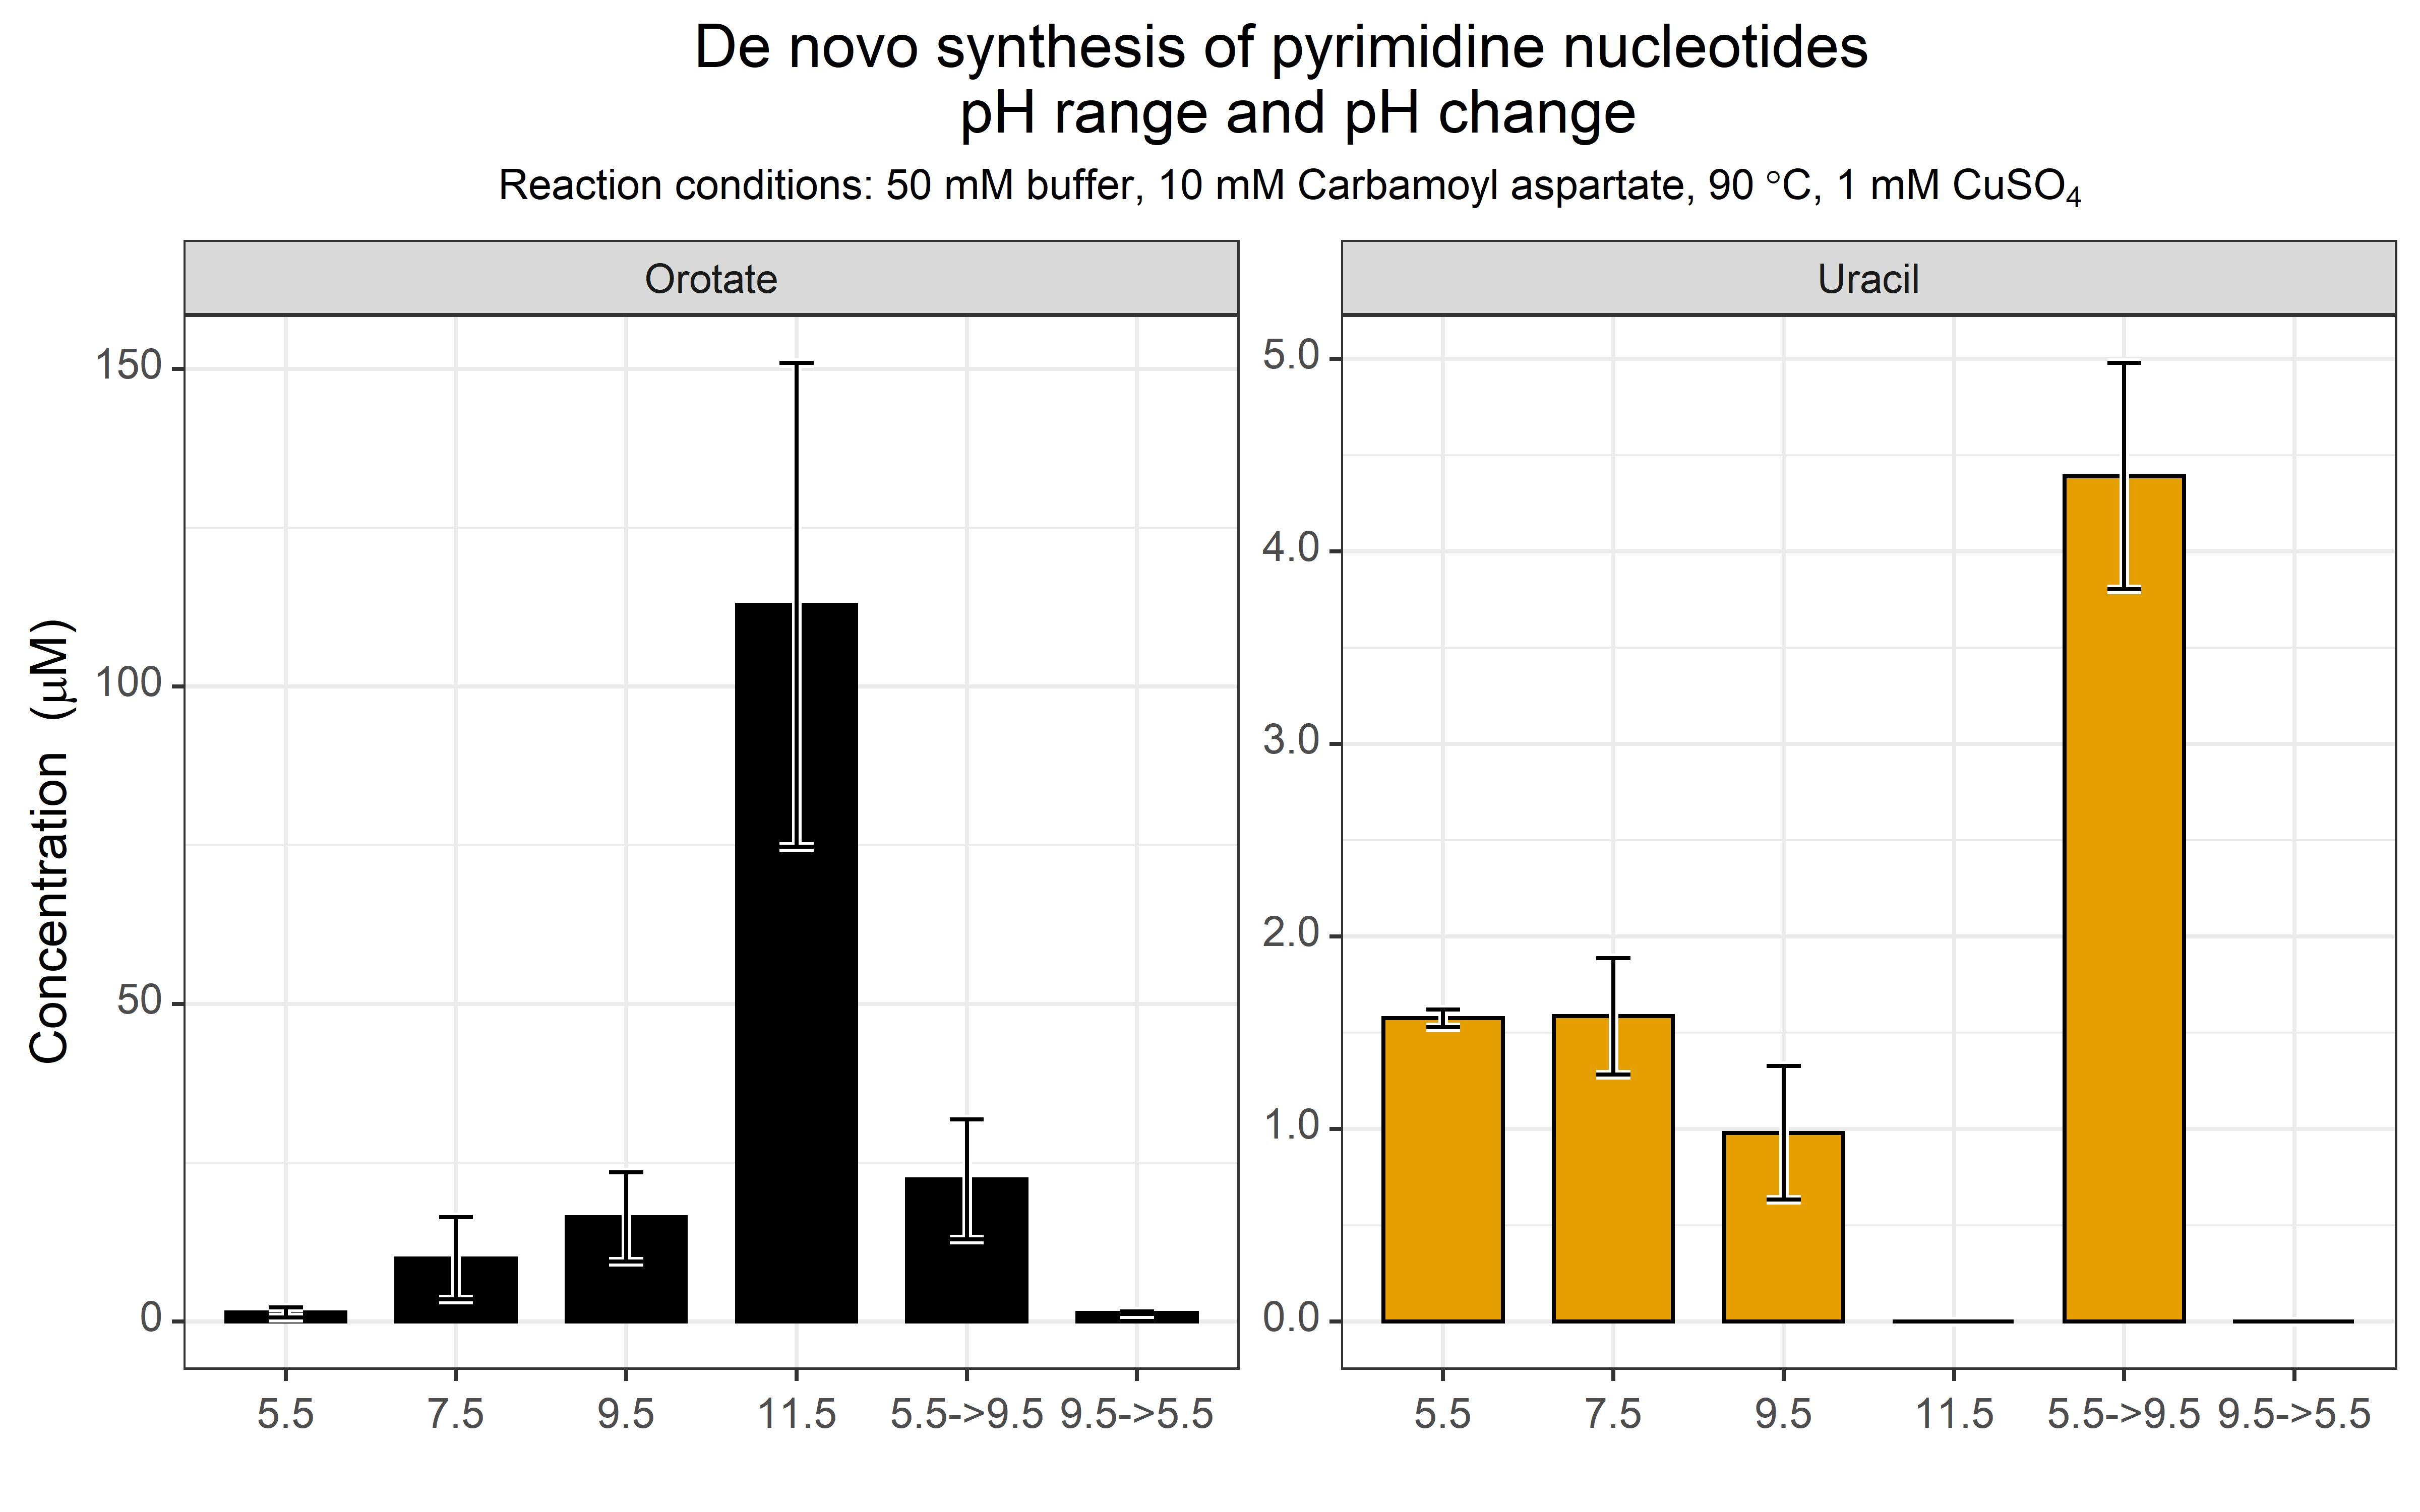 De novo synthesis of pyrimidine nucleotides
pH range and pH change
Reaction conditions: 50 mM buffer, 10 mM Carbamoyl aspartate, 90 °C, 1 mM CuSO₄
Orotate
Uracil
Concentration (μM)
150
100
50
0
5.0
4.0
3.0
2.0
1.0
0.0
5.5 7.5 9.5 11.5 5.5->9.5 9.5->5.5
5.5 7.5 9.5 11.5 5.5->9.5 9.5->5.5